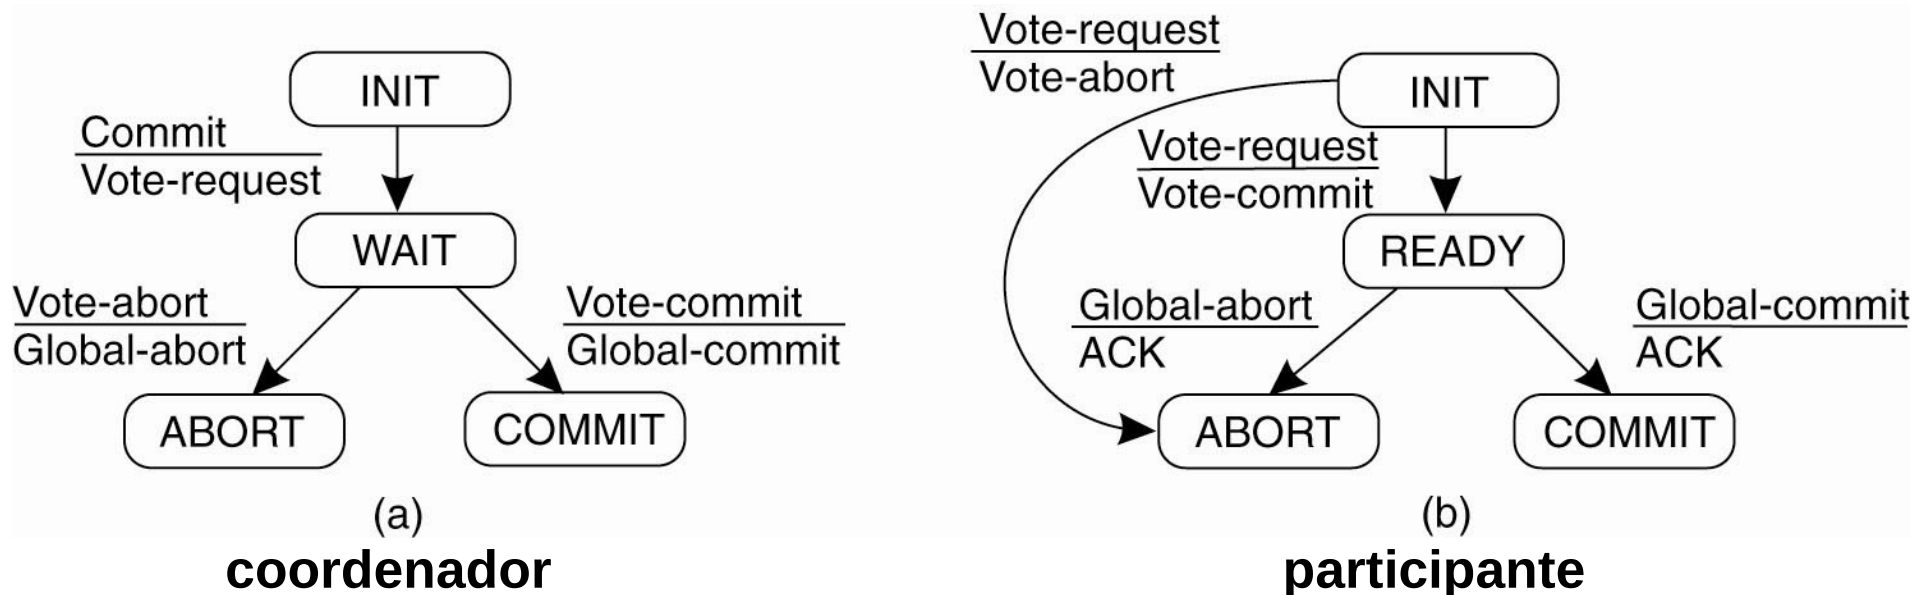 INIT
Commit
Vote-request
WAIT
Vote-abort
Global-abort
Vote-commit
Global-commit
ABORT
COMMIT
(a)
coordenador
Vote-request
Vote-abort
INIT
Vote-request
Vote-commit
READY
Global-abort
ACK
Global-commit
ACK
ABORT
COMMIT
(b)
participante